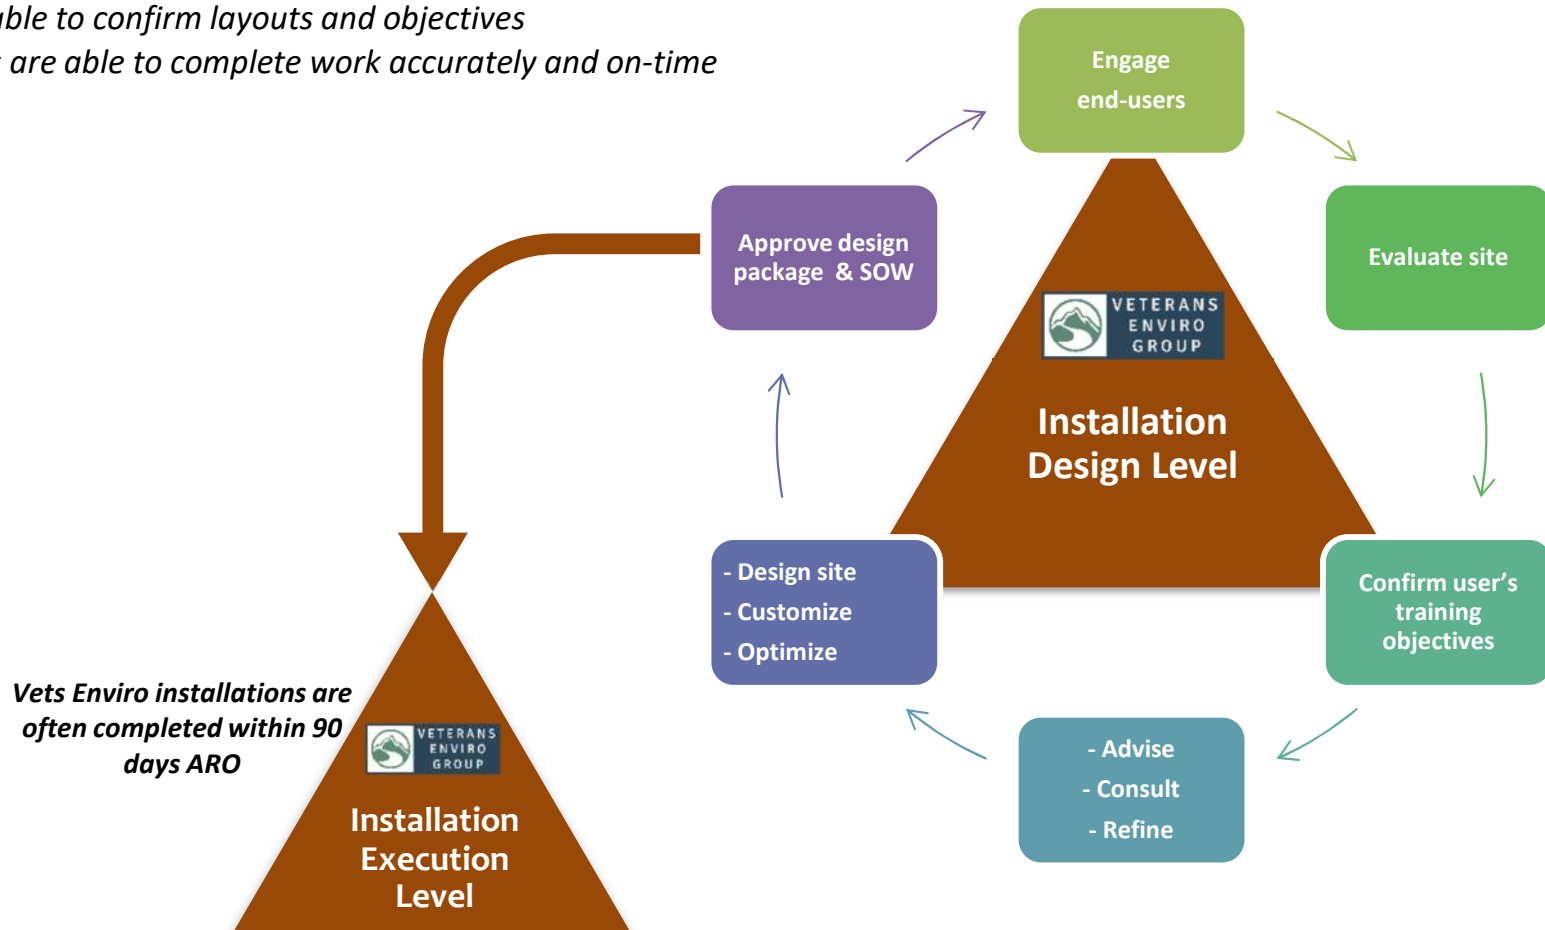 able to confirm layouts and objectives
are able to complete work accurately and on-time
Engage
end-users
Approve design
package & SOW
Evaluate site
VETERANS
ENVIRO
GROUP
Installation
Design Level
- Design site
- Customize
- Optimize
Confirm user’s
training
objectives
- Advise
- Consult
- Refine
Vets Enviro installations are
often completed within 90
days ARO
VETERANS
ENVIRO
GROUP
Installation
Execution
Level